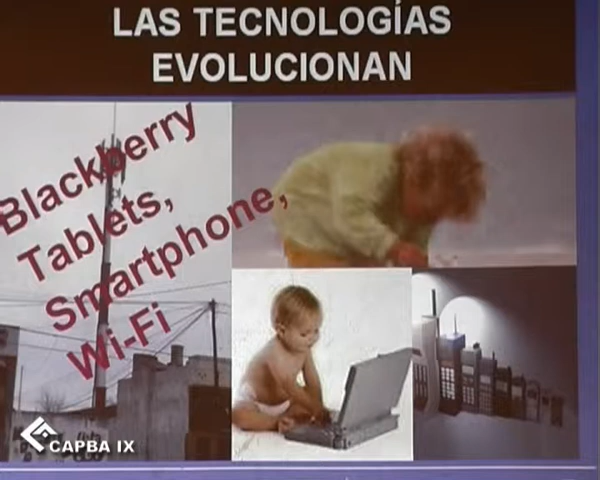 LAS TECNOLOGÍAS
EVOLUCIONAN
Blackberry
Tablets,
Smartphone,
Wi-Fi
CAPBA IX